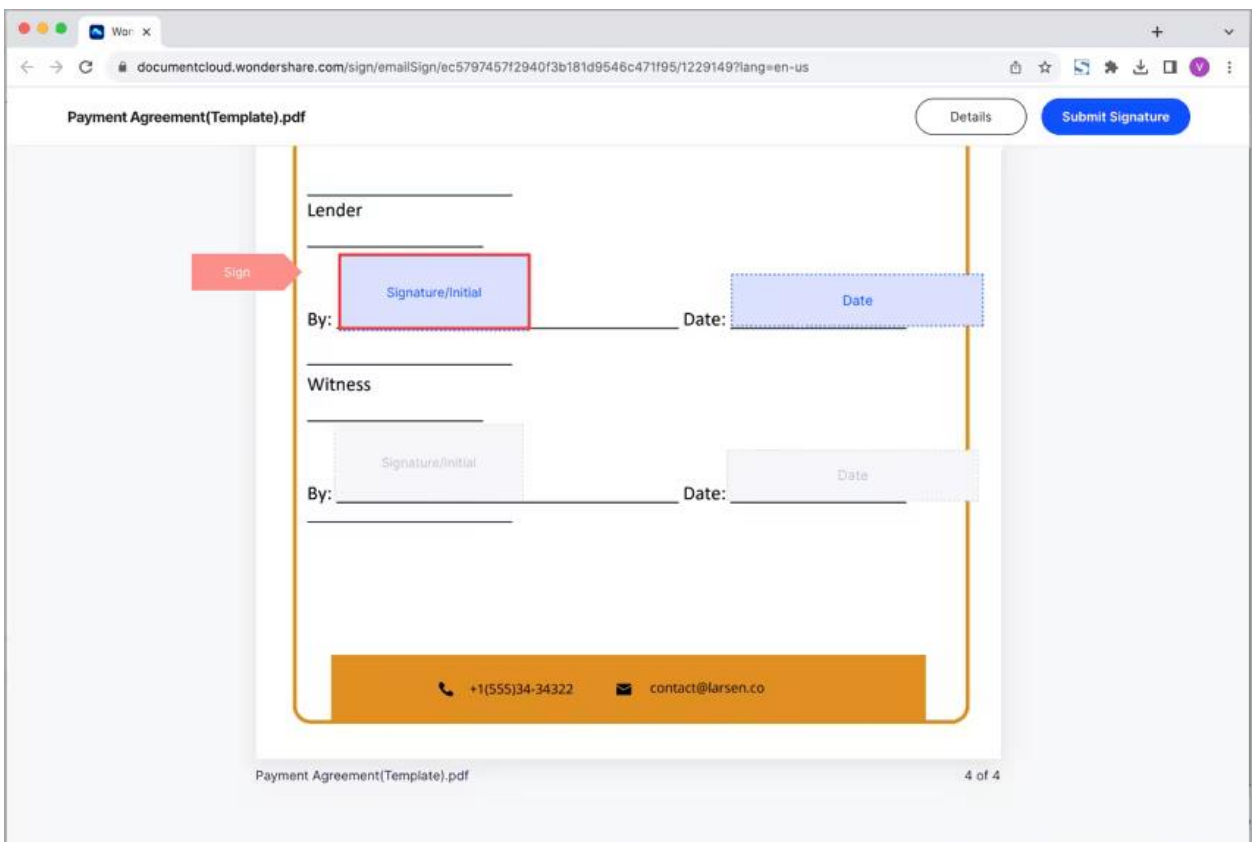 Wor
documentcloud.wondershare.com/sign/emailSign/ec5797457f2940f3b181d9546c471f95/1229149?lang=en-us
V
Payment Agreement(Template).pdf
Details
Submit Signature
Lender
Sign
Signature/Initial
Date
By: Date:
Witness
Signature/Initial
Date
By: Date:
+1(555)34-34322 contact@larsen.co
Payment Agreement(Template).pdf 4 of 4